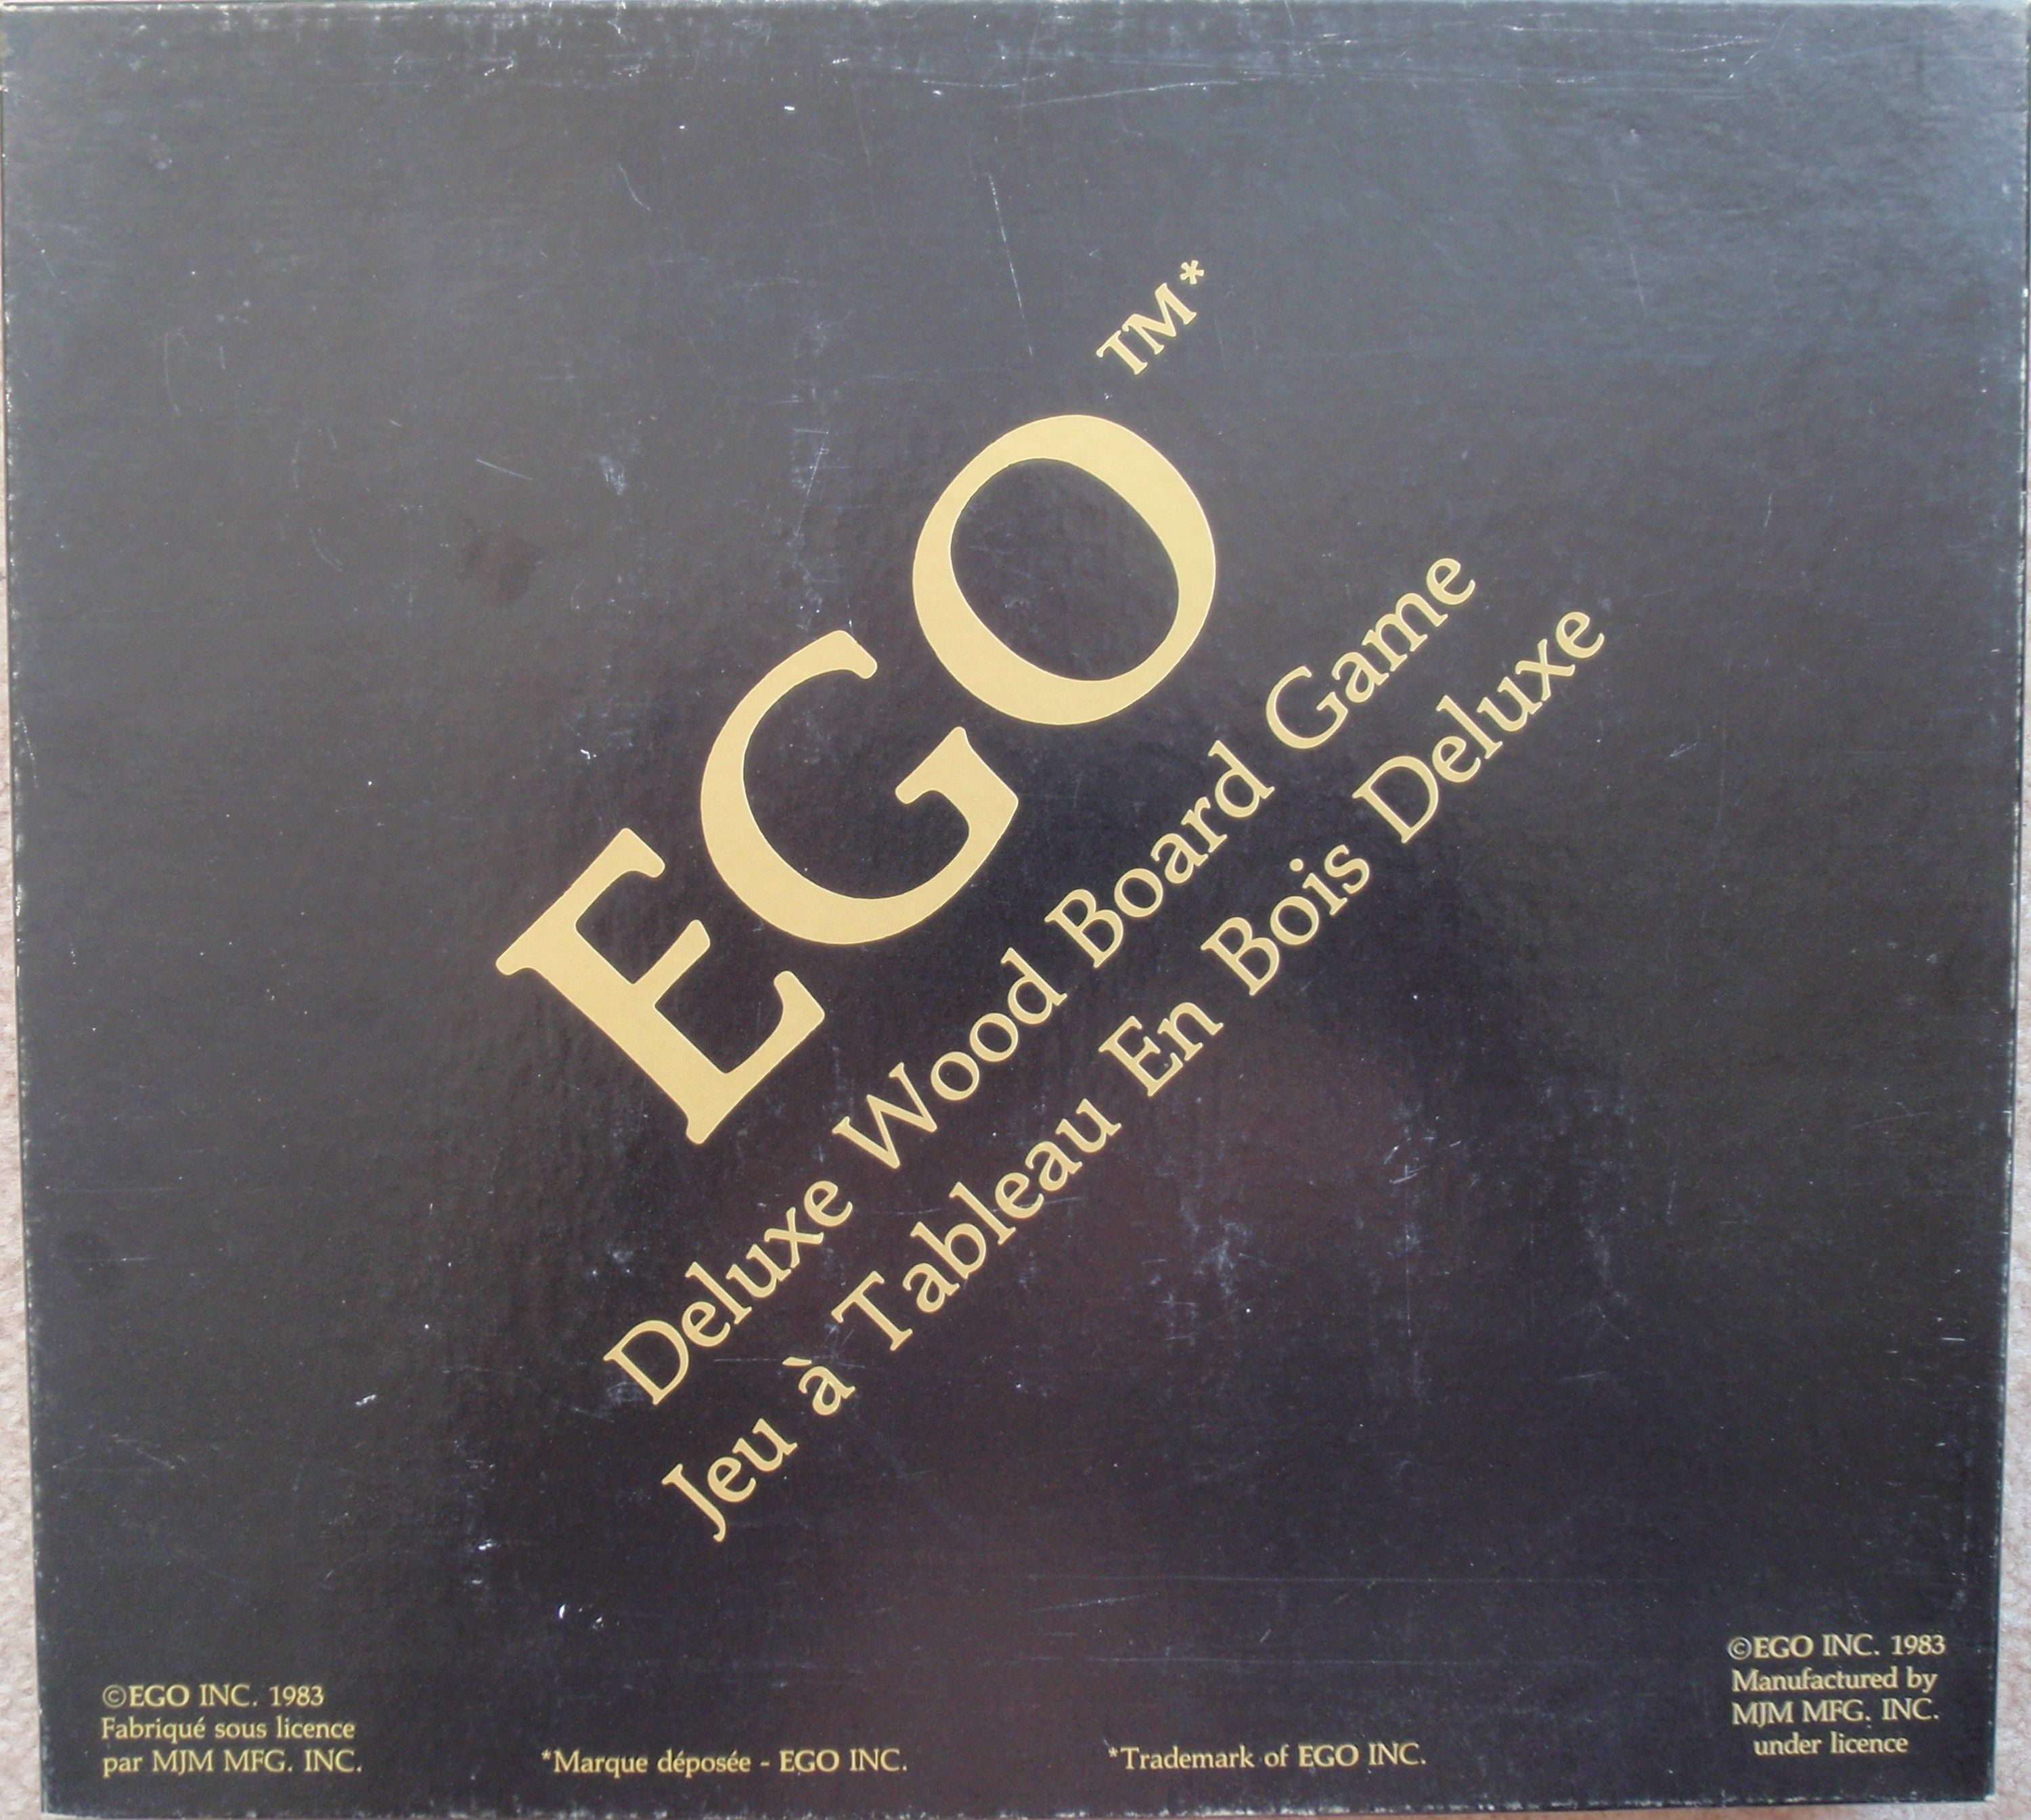 EGO TM*
Deluxe Wood Board Game
Jeu à Tableau En Bois Deluxe
©EGO INC. 1983
Fabriqué sous licence
par MJM MFG. INC.
*Marque déposée - EGO INC.
*Trademark of EGO INC.
©EGO INC. 1983
Manufactured by
MJM MFG. INC.
under licence